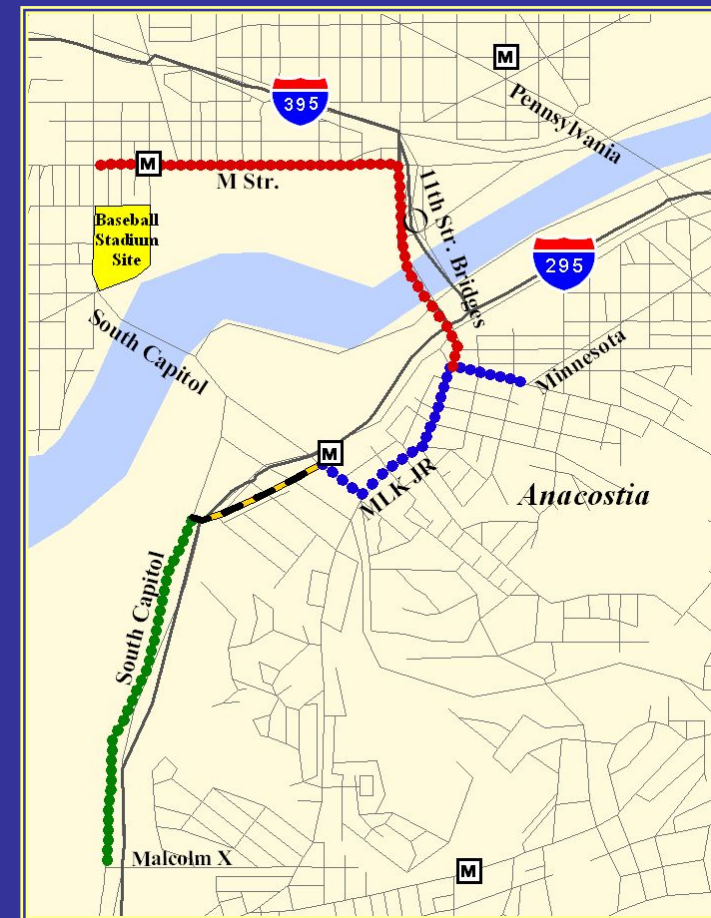 M
Pennsylvania
395
M
M Str.
11th Str. Bridges
Baseball
Stadium
Site
295
South Capitol
Minnesota
M
MLK JR
Anacostia
South Capitol
Malcolm X
M